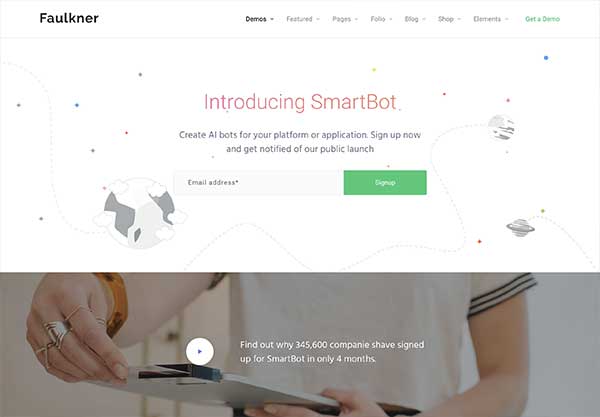 Faulkner
Demos Featured Pages Folio Blog Shop Elements Get a Demo
Introducing SmartBot
Create AI bots for your platform or application. Sign up now
and get notified of our public launch
Email address* Signup
Find out why 345,600 companie shave signed
up for SmartBot in only 4 months.